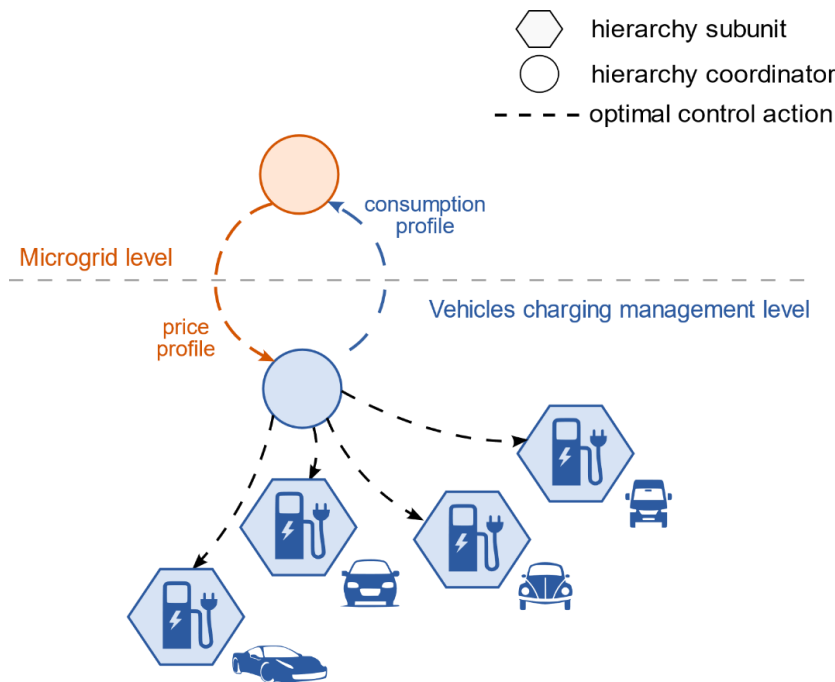 hierarchy subunit
hierarchy coordinator
optimal control action
consumption
profile
Microgrid level
Vehicles charging management level
price
profile